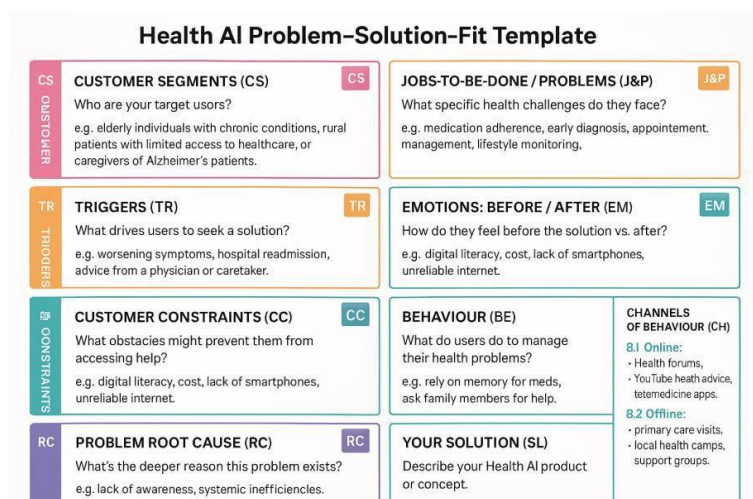 Health AI Problem–Solution–Fit Template
CS
ONSTOWER
CUSTOMER SEGMENTS (CS)
CS
Who are your target usors?
e.g. elderly individuals with chronic conditions, rural
patients with limited access to healthcare, or
caregivers of Alzheimer's patients.
JOBS-TO-BE-DONE / PROBLEMS (J&P)
J&P
What specific health challenges do they face?
e.g. medication adherence, early diagnosis, appointement.
management, lifestyle monitoring,
TR
TRIOGERS
TRIGGERS (TR)
TR
What drives users to seek a solution?
e.g. worsening symptoms, hospital readmission,
advice from a physician or caretaker.
EMOTIONS: BEFORE / AFTER (EM)
EM
How do they feel before the solution vs. after?
e.g. digital literacy, cost, lack of smartphones,
unreliable internet.
OONSTRAINTS
CUSTOMER CONSTRAINTS (CC)
CC
What obstacies might prevent them from
accessing help?
e.g. digital literacy, cost, lack of smartphones,
unreliable internet.
BEHAVIOUR (BE)
What do users do to manage
their health problems?
e.g. rely on memory for meds,
ask family members for help.
CHANNELS
OF BEHAVIOUR (CH)
8.I Online:
• Health forums,
• YouTube heath advice,
tetemedicine apps.
8.2 Offline:
• primary care visits,
• local health camps,
support groups.
RC
PROBLEM ROOT CAUSE (RC)
RC
What's the deeper reason this problem exists?
e.g. lack of awareness, systemic inefficiencies.
YOUR SOLUTION (SL)
Describe your Health AI product
or concept.